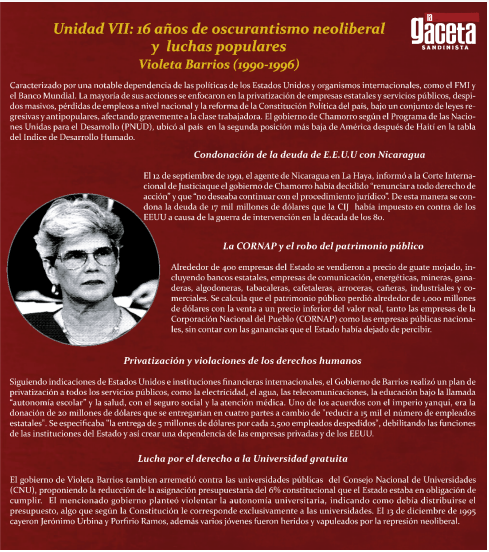 Unidad VII: 16 años de oscurantismo neoliberal
y luchas populares
Violeta Barrios (1990-1996)
la
gaceta
SANDINISTA
Caracterizado por una notable dependencia de las políticas de los Estados Unidos y organismos internacionales, como el FMI y
el Banco Mundial. La mayoría de sus acciones se enfocaron en la privatización de empresas estatales y servicios públicos, despi-
dos masivos, pérdidas de empleos a nivel nacional y la reforma de la Constitución Política del país, bajo un conjunto de leyes re-
gresivas y antipopulares, afectando gravemente a la clase trabajadora. El gobierno de Chamorro según el Programa de las Nacio-
nes Unidas para el Desarrollo (PNUD), ubicó al país en la segunda posición más baja de América después de Haití en la tabla
del Indice de Desarrollo Humado.
Condonación de la deuda de E.E.U.U con Nicaragua
El 12 de septiembre de 1991, el agente de Nicaragua en La Haya, informó a la Corte Interna-
cional de Justiciaque el gobierno de Chamorro había decidido "renunciar a todo derecho de
acción" y que "no deseaba continuar con el procedimiento jurídico". De esta manera se con-
dona la deuda de 17 mil millones de dólares que la CIJ había impuesto en contra de los
EEUU a causa de la guerra de intervención en la década de los 80.
La CORNAP y el robo del patrimonio público
Alrededor de 400 empresas del Estado se vendieron a precio de guate mojado, in-
cluyendo bancos estatales, empresas de comunicación, energéticas, mineras, gana-
deras, algodoneras, tabacaleras, cafetaleras, arroceras, cañeras, industriales y co-
merciales. Se calcula que el patrimonio público perdió alrededor de 1,000 millones
de dólares con la venta a un precio inferior del valor real, tanto las empresas de la
Corporación Nacional del Pueblo (CORNAP) como las empresas públicas naciona-
les, sin contar con las ganancias que el Estado había dejado de percibir.
Privatización y violaciones de los derechos humanos
Siguiendo indicaciones de Estados Unidos e instituciones financieras internacionales, el Gobierno de Barrios realizó un plan de
privatización a todos los servicios públicos, como la electricidad, el agua, las telecomunicaciones, la educación bajo la llamada
"autonomía escolar" y la salud, con el seguro social y la atención medica. Uno de los acuerdos con el imperio yanqui, era la
donación de 20 millones de dólares que se entregarían en cuatro partes a cambio de "reducir a 15 mil el número de empleados
estatales". Se especificaba "la entrega de 5 millones de dólares por cada 2,500 empleados despedidos", debilitando las funciones
de las instituciones del Estado y así crear una dependencia de las empresas privadas y de los EEUU.
Lucha por el derecho a la Universidad gratuita
El gobierno de Violeta Barrios tambien arremetió contra las universidades públicas del Consejo Nacional de Universidades
(CNU), proponiendo la reducción de la asignación presupuestaria del 6% constitucional que el Estado estaba en obligación de
cumplir. El mencionado gobierno planteó violentar la autonomía universitaria, indicando como debía distribuirse el
presupuesto, algo que según la Constitución le corresponde exclusivamente a las universidades. El 13 de diciembre de 1995
cayeron Jerónimo Urbina y Porfirio Ramos, además varios jóvenes fueron heridos y vapuleados por la represión neoliberal.